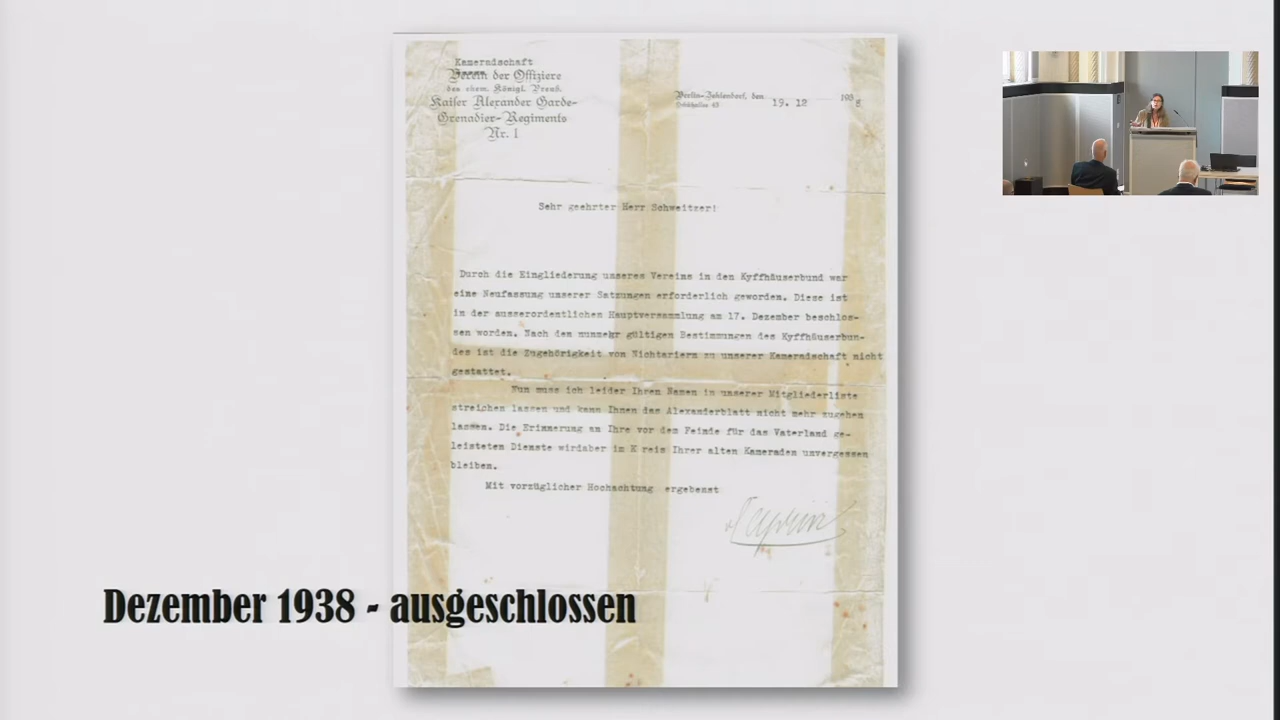 Kameradschaft
Verein der Offiziere
des ehem. Königl. Preuß.
Kaiser Alexander Garde-
Grenadier-Regiments
Nr. 1
Berlin-Zehlendorf, den 19. 12 1938
Sehr geehrter Herr Schweitzer!
Durch die Eingliederung unseres Vereins in den Kyffhäuserbund war
eine Neufassung unserer Satzungen erforderlich geworden. Diese ist
in der ausserordentlichen Hauptversammlung am 17. Dezember beschlos-
sen worden. Nach dem nunmehr gültigen Bestimmungen des Kyffhäuserbun-
des ist die Zugehörigkeit von Nichtariern zu unserer Kameradschaft nicht
gestattet.
Nun muss ich leider Ihren Namen in unserer Mitgliederliste
streichen lassen und kann Ihnen das Alexanderblatt nicht mehr zugehen
lassen. Die Erinnerung an Ihre vor dem Feinde für das Vaterland ge-
leisteten Dienste wirdaber im Kreis Ihrer alten Kameraden unvergessen
bleiben.
Mit vorzüglicher Hochachtung ergebenst
Dezember 1938 - ausgeschlossen